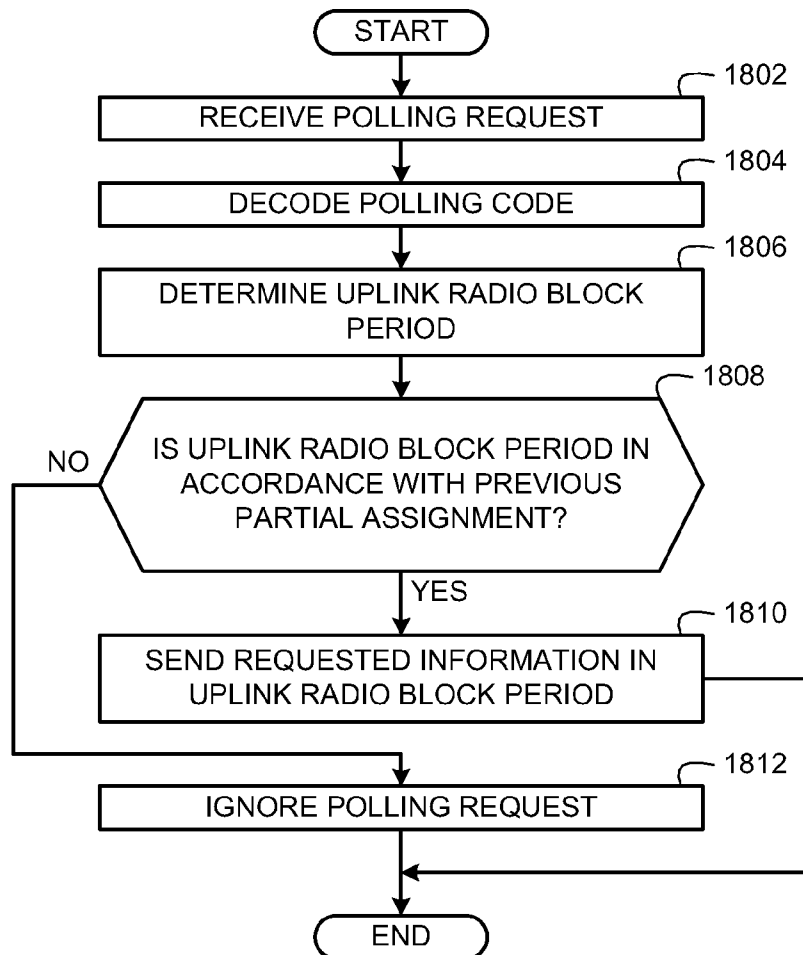 START
1802
RECEIVE POLLING REQUEST
1804
DECODE POLLING CODE
1806
DETERMINE UPLINK RADIO BLOCK
PERIOD
1808
IS UPLINK RADIO BLOCK PERIOD IN
ACCORDANCE WITH PREVIOUS
PARTIAL ASSIGNMENT?
NO
YES
1810
SEND REQUESTED INFORMATION IN
UPLINK RADIO BLOCK PERIOD
1812
IGNORE POLLING REQUEST
END